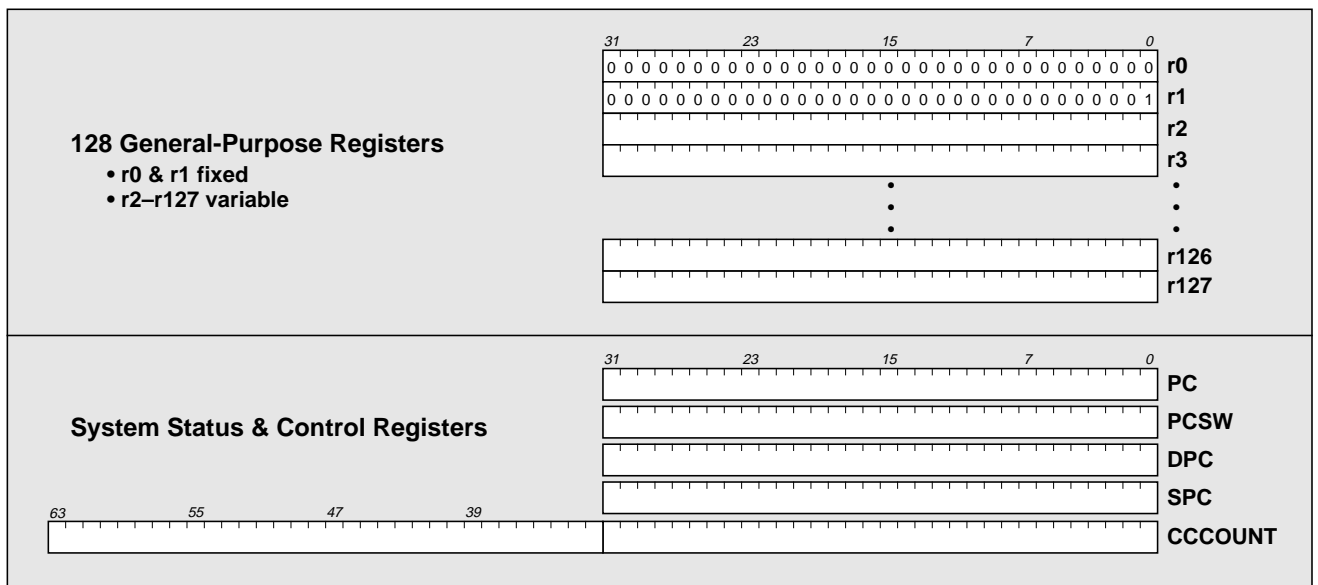 31 23 15 7 0
0 0 0 0 0 0 0 0 0 0 0 0 0 0 0 0 0 0 0 0 0 0 0 0 0 0 0 0 0 0 0 0 r0
0 0 0 0 0 0 0 0 0 0 0 0 0 0 0 0 0 0 0 0 0 0 0 0 0 0 0 0 0 0 0 1 r1
r2
128 General-Purpose Registers
r3
• r0 & r1 fixed
• r2–r127 variable
r126
r127
31 23 15 7 0
PC
System Status & Control Registers
PCSW
DPC
SPC
63 55 47 39
CCCOUNT